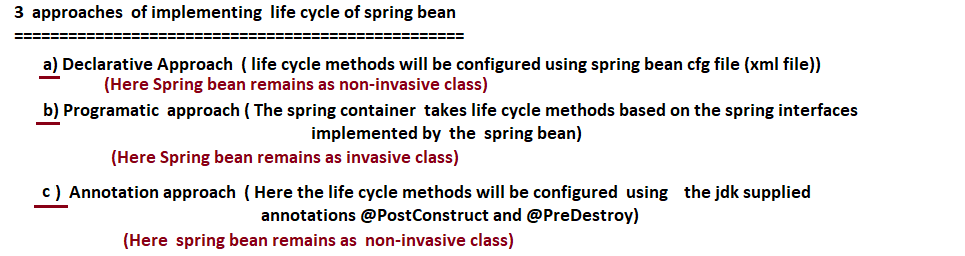 3 approaches of implementing life cycle of spring bean
==================================================
a) Declarative Approach ( life cycle methods will be configured using spring bean cfg file (xml file))
(Here Spring bean remains as non-invasive class)
b) Programatic approach ( The spring container takes life cycle methods based on the spring interfaces
implemented by the spring bean)
(Here Spring bean remains as invasive class)
c ) Annotation approach ( Here the life cycle methods will be configured using the jdk supplied
annotations @PostConstruct and @PreDestroy)
(Here spring bean remains as non-invasive class)